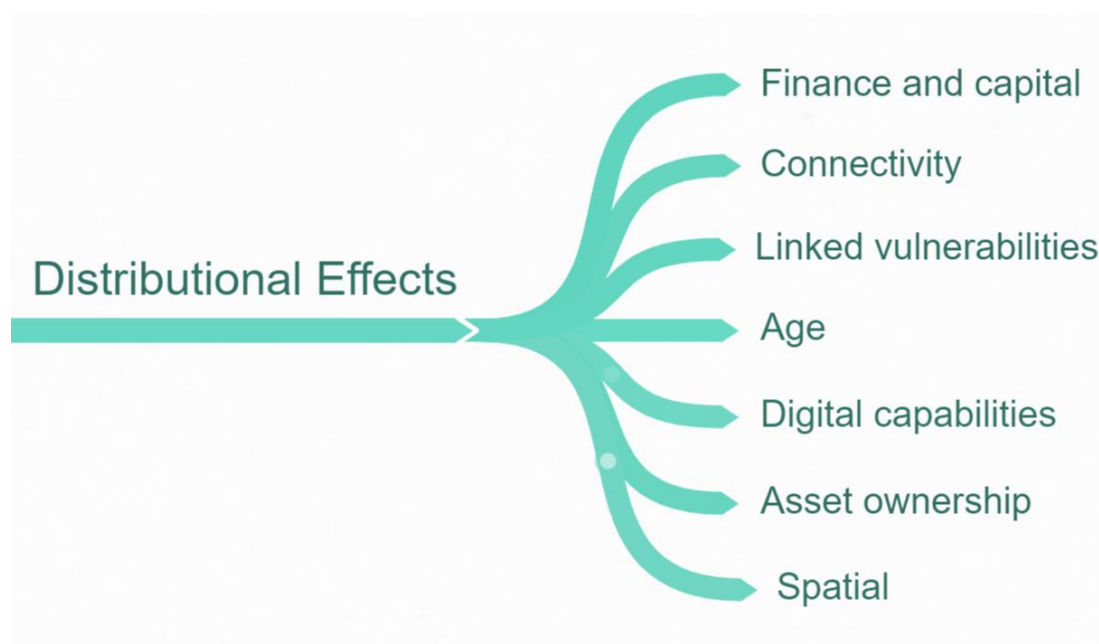 Distributional Effects
Finance and capital
Connectivity
Linked vulnerabilities
Age
Digital capabilities
Asset ownership
Spatial